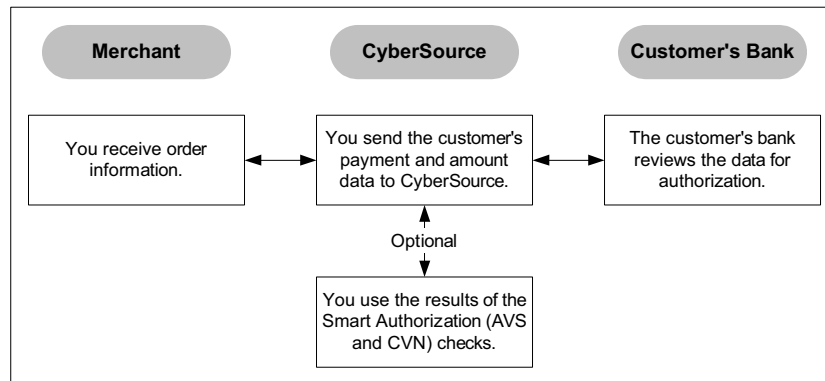 Merchant
CyberSource
Customer's Bank
You receive order
information.
You send the customer's
payment and amount
data to CyberSource.
The customer's bank
reviews the data for
authorization.
Optional
You use the results of the
Smart Authorization (AVS
and CVN) checks.